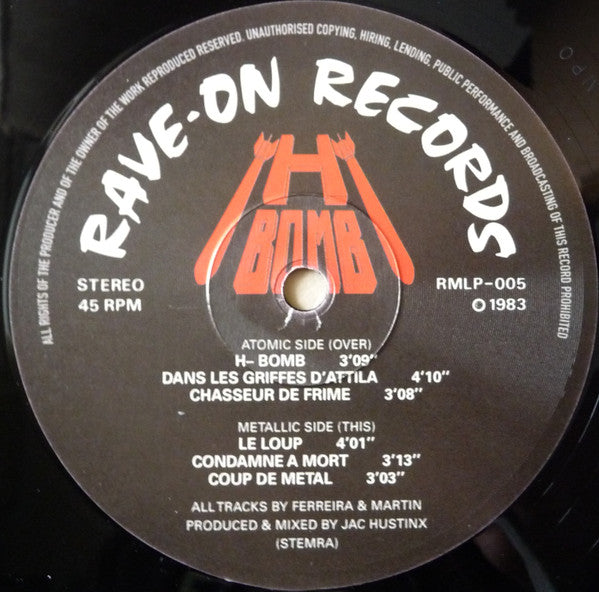 ALL RIGHTS OF THE PRODUCER AND OF THE OWNER OF THE WORK REPRODUCED RESERVED. UNAUTHORISED COPYING, HIRING, LENDING, PUBLIC PERFORMANCE AND BROADCASTING OF THIS RECORD PROHIBITED
RAVE-ON RECORDS
H
BOMB
STEREO
45 RPM
RMLP-005
© 1983
ATOMIC SIDE (OVER)
H- BOMB 3'09"
DANS LES GRIFFES D'ATTILA 4'10"
CHASSEUR DE FRIME 3'08"
METALLIC SIDE (THIS)
LE LOUP 4'01"
CONDAMNE A MORT 3'13"
COUP DE METAL 3'03"
ALL TRACKS BY FERREIRA & MARTIN
PRODUCED & MIXED BY JAC HUSTINX
(STEMRA)